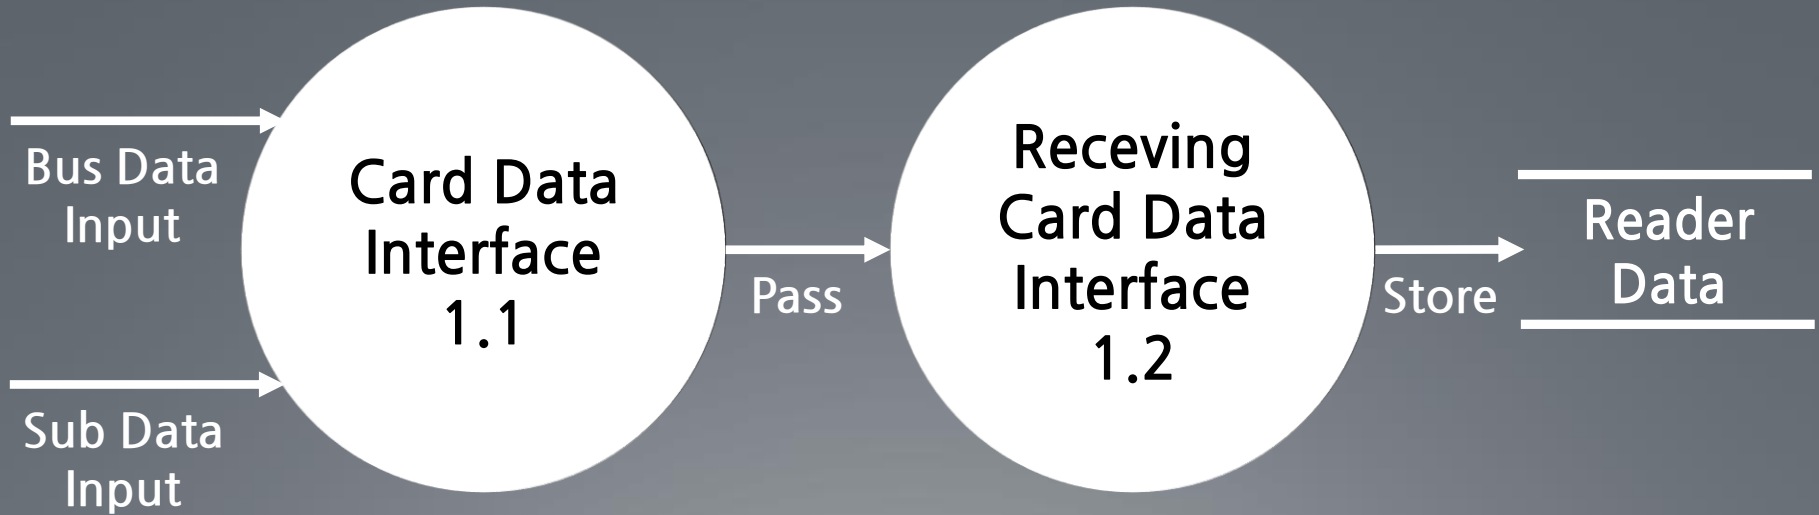 Bus Data
Input
Sub Data
Input
Card Data
Interface
1.1
Pass
Receving
Card Data
Interface
1.2
Store
Reader
Data